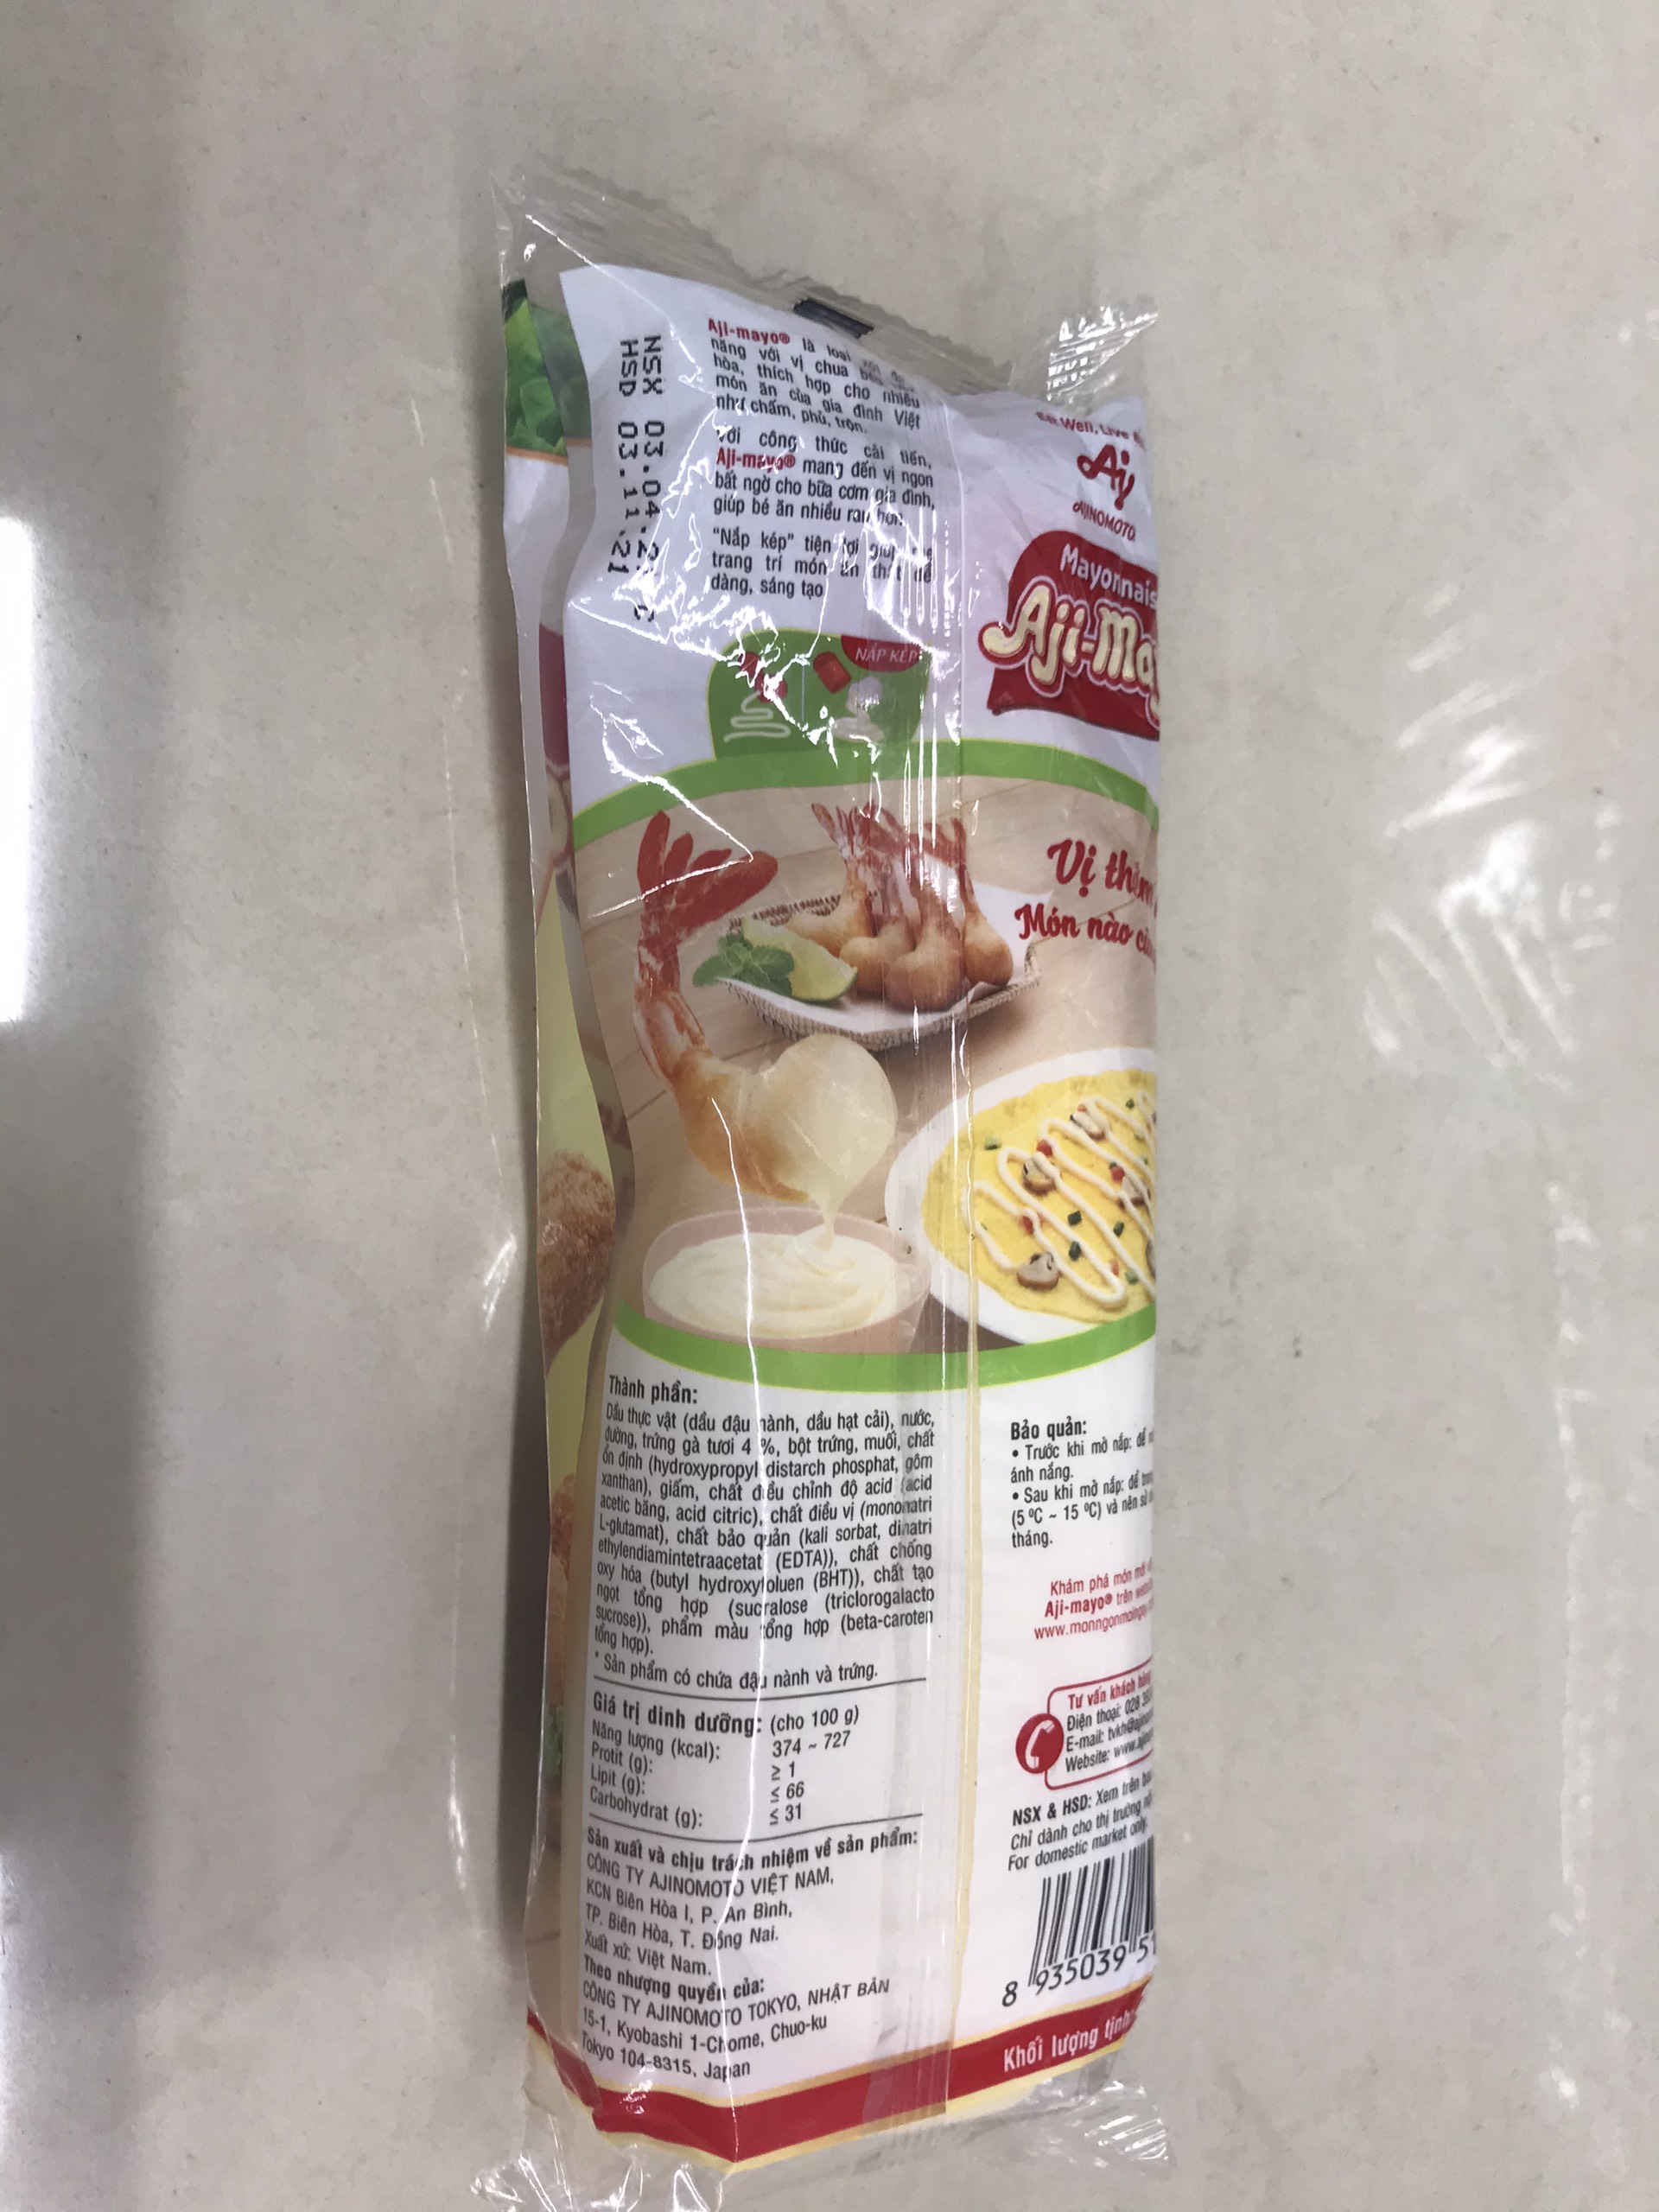 NSX 03.04.21 C
HSD 03.11.21
Aji-mayo® là loại
năng với vị chua béo
hòa, thích hợp cho nhiều
món ăn của gia đình Việt
như chấm, phủ, trộn.
Với công thức cải tiến,
Aji-mayo® mang đến vị ngon
bất ngờ cho bữa cơm gia đình,
giúp bé ăn nhiều rau hơn.
"Nắp kép" tiện lợi giúp
trang trí món ăn thật dễ
dàng, sáng tạo
NẮP KÉP
Eat Well, Live
Aj
AJINOMOTO
Mayonnais
Aji-May
Vị thơm
Món nào
Thành phần:
Dầu thực vật (dầu đậu nành, dầu hạt cải), nước,
đường, trứng gà tươi 4 %, bột trứng, muối, chất
ổn định (hydroxypropyl distarch phosphat, gôm
xanthan), giấm, chất điều chỉnh độ acid (acid
acetic băng, acid citric), chất điều vị (mononatri
L-glutamat), chất bảo quản (kali sorbat, dinatri
ethylendiamintetraacetat (EDTA)), chất chống
oxy hóa (butyl hydroxytoluen (BHT)), chất tạo
ngọt tổng hợp (sucralose (triclorogalacto
sucrose)), phẩm màu tổng hợp (beta-caroten
tổng hợp).
* Sản phẩm có chứa đậu nành và trứng.
Giá trị dinh dưỡng: (cho 100 g)
Năng lượng (kcal): 374 ~ 727
Protit (g): ≥ 1
Lipit (g): ≤ 66
Carbohydrat (g): ≤ 31
Sản xuất và chịu trách nhiệm về sản phẩm:
CÔNG TY AJINOMOTO VIỆT NAM,
KCN Biên Hòa I, P. An Bình,
TP. Biên Hòa, T. Đồng Nai.
Xuất xứ: Việt Nam.
Theo nhượng quyền của:
CÔNG TY AJINOMOTO TOKYO, NHẬT BẢN
15-1, Kyobashi 1-Chome, Chuo-ku
Tokyo 104-8315, Japan
Bảo quản:
• Trước khi mở nắp: để
ánh nắng.
• Sau khi mở nắp: để
(5 ºC ~ 15 ºC) và nên
tháng.
Khám phá món mới
Aji-mayo® trên
www.monngonmoingay
Tư vấn khách hàng
Điện thoại: 028
E-mail: tvkh@
Website: www.
NSX & HSD: Xem trên
Chỉ dành cho thị trường
For domestic market only.
8 935039 51
Khối lượng tịnh: